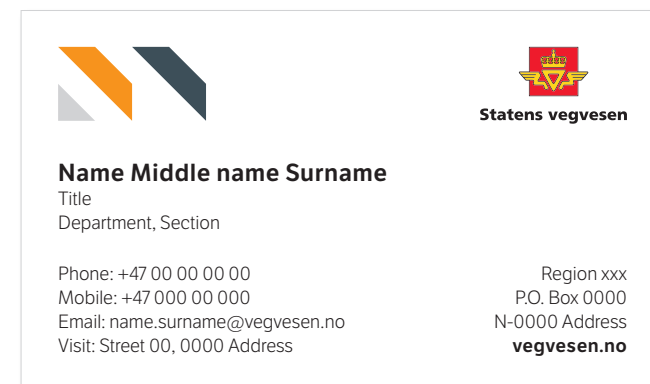 Statens vegvesen
Name Middle name Surname
Title
Department, Section
Phone: +47 00 00 00 00
Mobile: +47 000 00 000
Email: name.surname@vegvesen.no
Visit: Street 00, 0000 Address
Region xxx
P.O. Box 0000
N-0000 Address
vegvesen.no